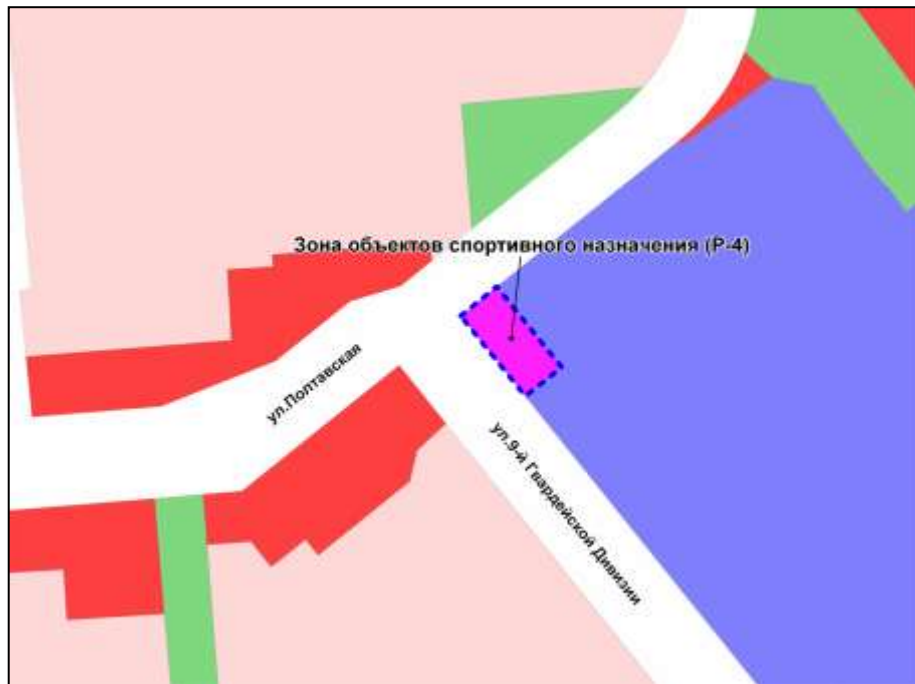 Зона объектов спортивного назначения (Р-4)
ул.Полтавская
ул.9-й Гвардейской Дивизии